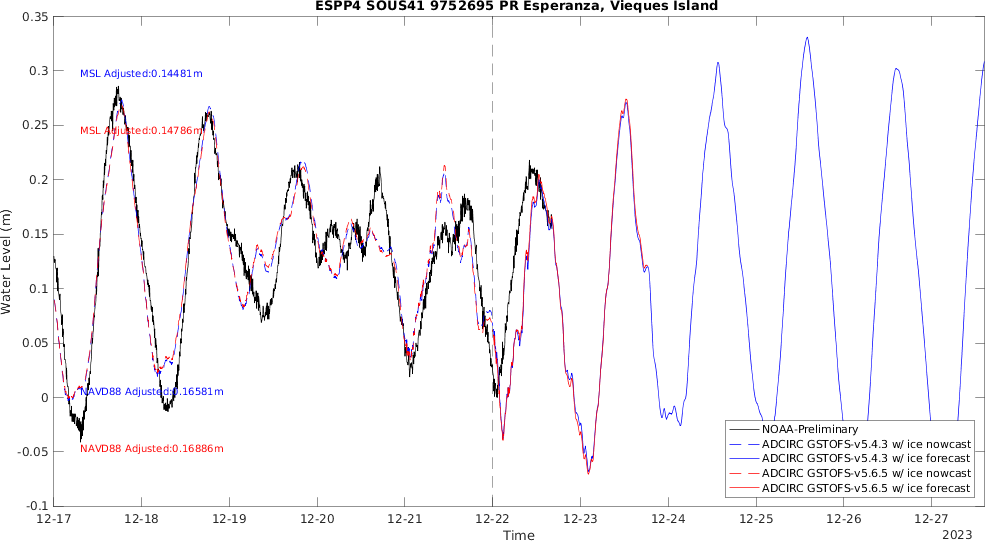 ESPP4 SOUS41 9752695 PR Esperanza, Vieques Island
0.35
0.3
0.25
0.2
0.15
0.1
0.05
0
-0.05
-0.1
Water Level (m)
MSL Adjusted:0.14481m
MSL Adjusted:0.14786m
NAVD88 Adjusted:0.16581m
NAVD88 Adjusted:0.16886m
NOAA-Preliminary
ADCIRC GSTOFS-v5.4.3 w/ ice nowcast
ADCIRC GSTOFS-v5.4.3 w/ ice forecast
ADCIRC GSTOFS-v5.6.5 w/ ice nowcast
ADCIRC GSTOFS-v5.6.5 w/ ice forecast
12-17 12-18 12-19 12-20 12-21 12-22 12-23 12-24 12-25 12-26 12-27
Time
2023